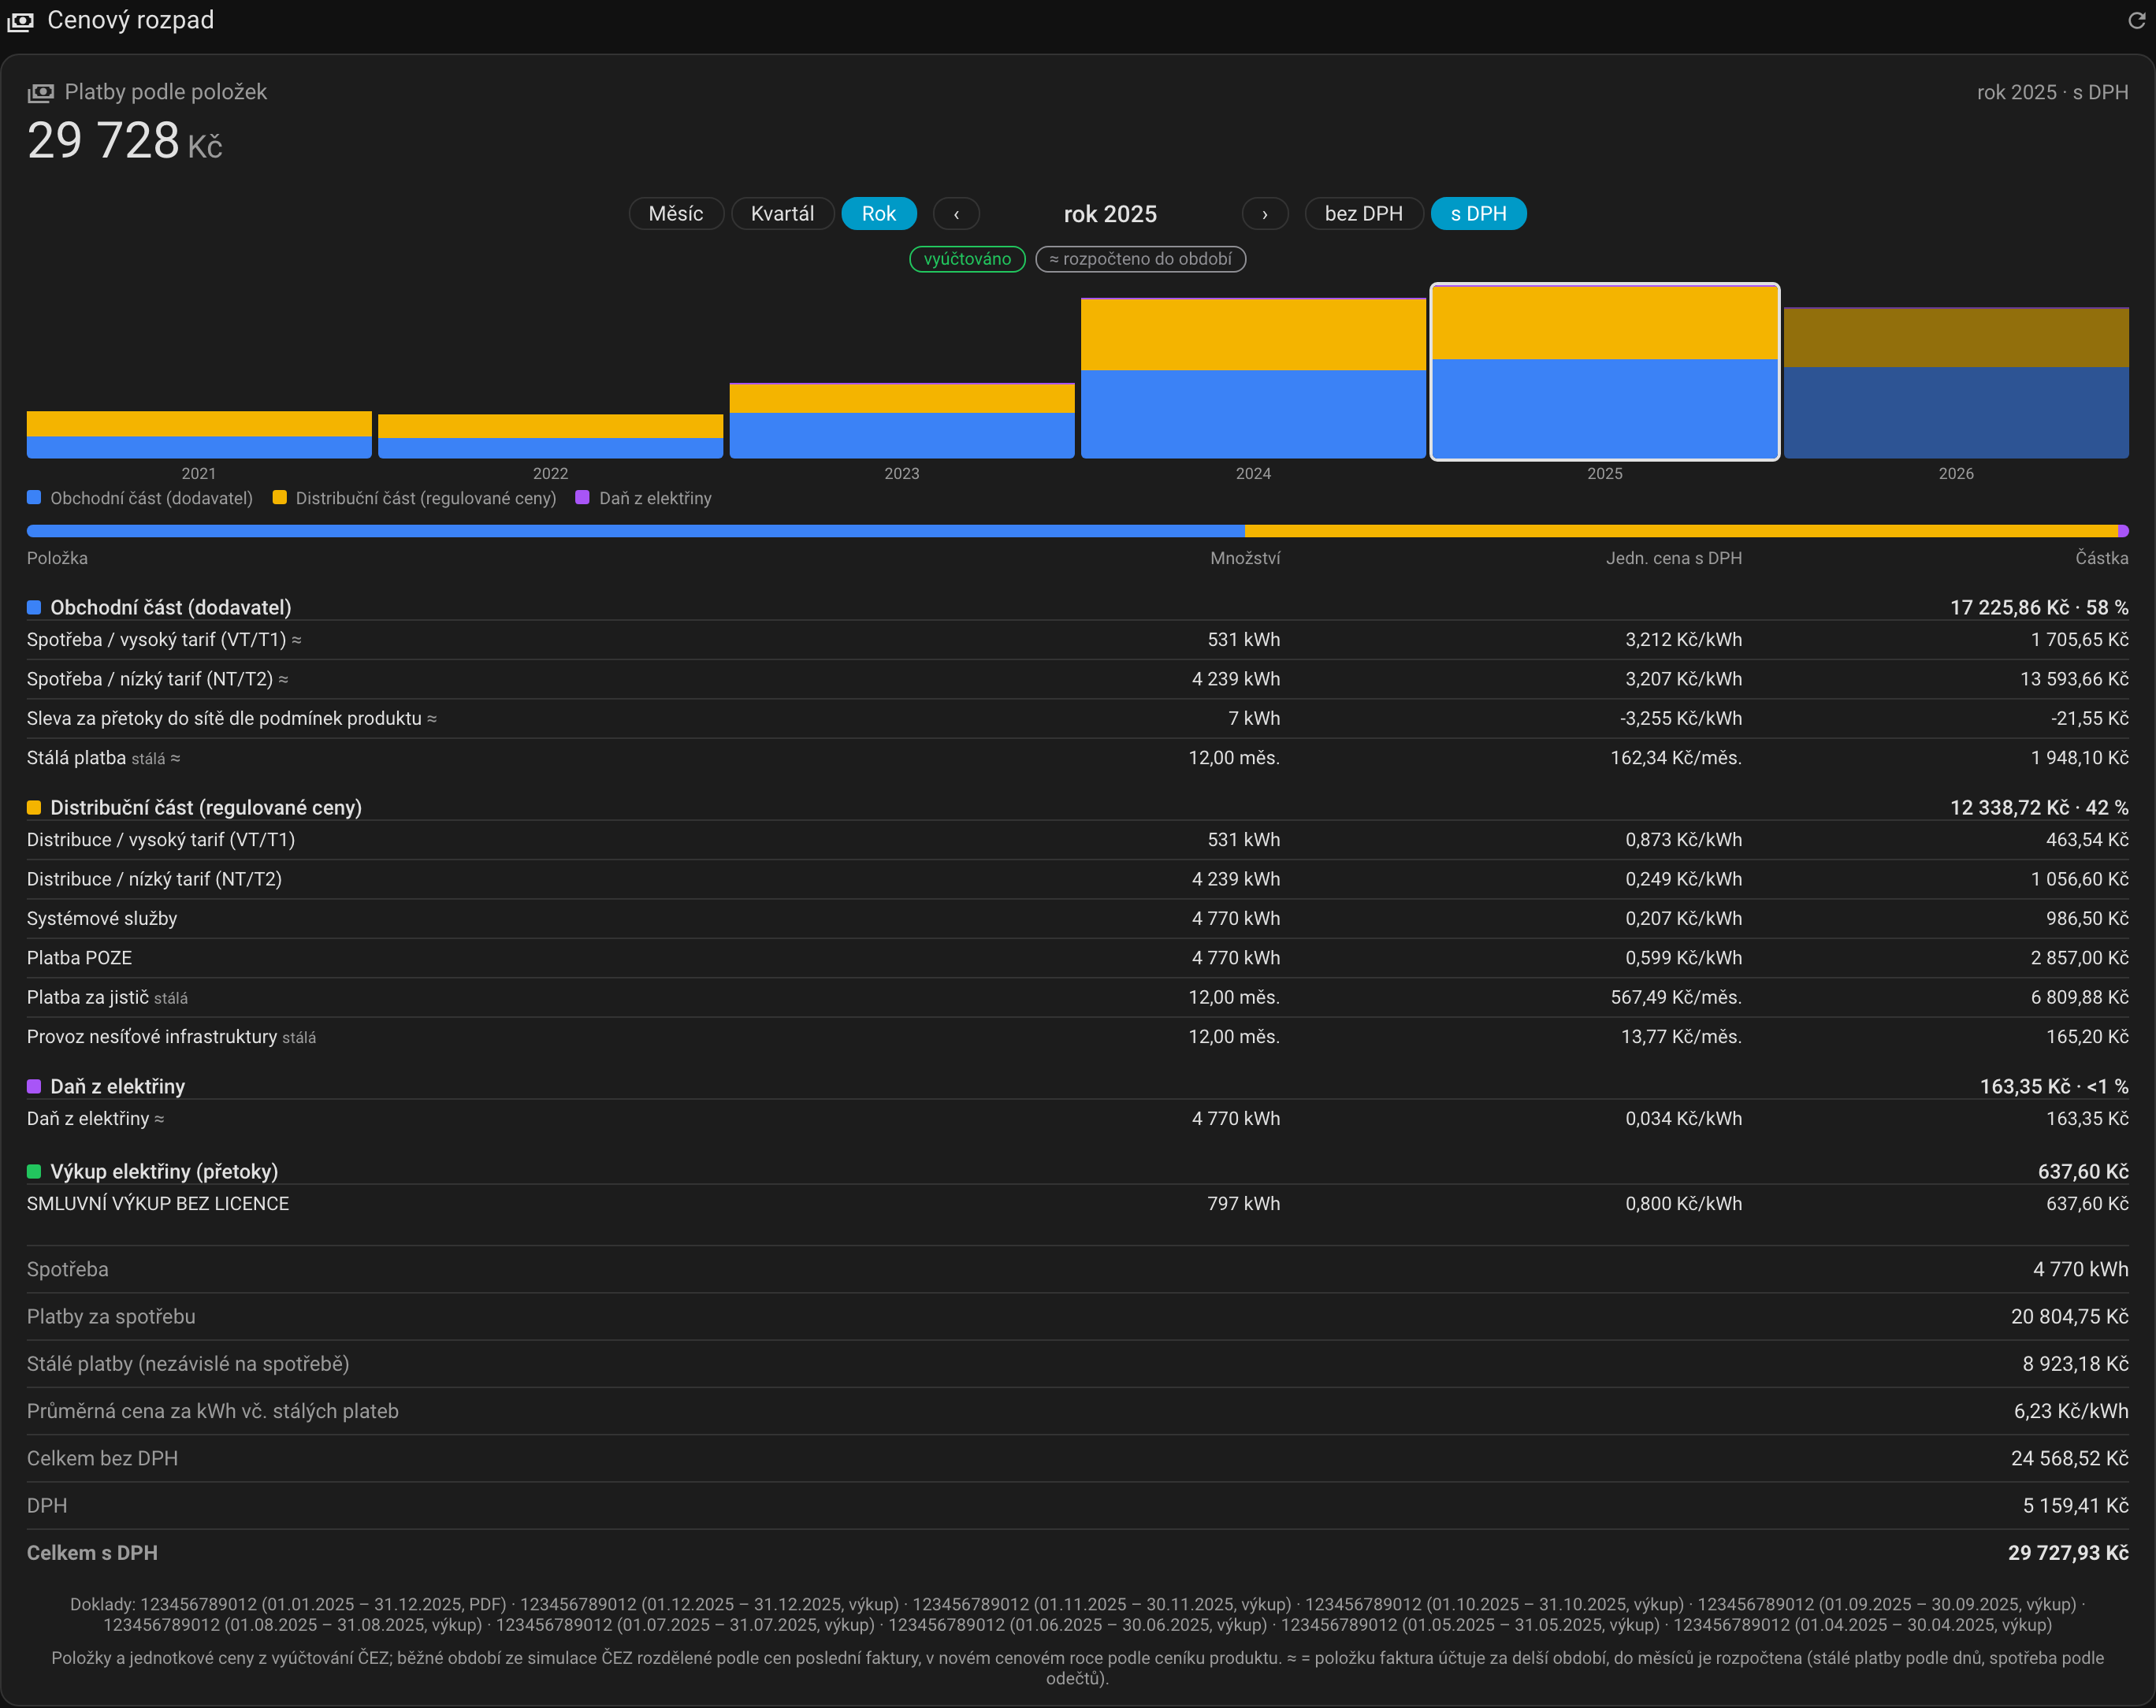 Cenový rozpad
Platby podle položek
rok 2025 · s DPH
29 728 Kč
Měsíc Kvartál Rok ‹ rok 2025 › bez DPH s DPH
vyúčtováno ≈ rozpočteno do období
2021 2022 2023 2024 2025 2026
Obchodní část (dodavatel) Distribuční část (regulované ceny) Daň z elektřiny
Položka Množství Jedn. cena s DPH Částka
Obchodní část (dodavatel) 17 225,86 Kč · 58 %
Spotřeba / vysoký tarif (VT/T1) ≈ 531 kWh 3,212 Kč/kWh 1 705,65 Kč
Spotřeba / nízký tarif (NT/T2) ≈ 4 239 kWh 3,207 Kč/kWh 13 593,66 Kč
Sleva za přetoky do sítě dle podmínek produktu ≈ 7 kWh -3,255 Kč/kWh -21,55 Kč
Stálá platba stálá ≈ 12,00 měs. 162,34 Kč/měs. 1 948,10 Kč
Distribuční část (regulované ceny) 12 338,72 Kč · 42 %
Distribuce / vysoký tarif (VT/T1) 531 kWh 0,873 Kč/kWh 463,54 Kč
Distribuce / nízký tarif (NT/T2) 4 239 kWh 0,249 Kč/kWh 1 056,60 Kč
Systémové služby 4 770 kWh 0,207 Kč/kWh 986,50 Kč
Platba POZE 4 770 kWh 0,599 Kč/kWh 2 857,00 Kč
Platba za jistič stálá 12,00 měs. 567,49 Kč/měs. 6 809,88 Kč
Provoz nesíťové infrastruktury stálá 12,00 měs. 13,77 Kč/měs. 165,20 Kč
Daň z elektřiny 163,35 Kč · <1 %
Daň z elektřiny ≈ 4 770 kWh 0,034 Kč/kWh 163,35 Kč
Výkup elektřiny (přetoky) 637,60 Kč
SMLUVNÍ VÝKUP BEZ LICENCE 797 kWh 0,800 Kč/kWh 637,60 Kč
Spotřeba 4 770 kWh
Platby za spotřebu 20 804,75 Kč
Stálé platby (nezávislé na spotřebě) 8 923,18 Kč
Průměrná cena za kWh vč. stálých plateb 6,23 Kč/kWh
Celkem bez DPH 24 568,52 Kč
DPH 5 159,41 Kč
Celkem s DPH 29 727,93 Kč
Doklady: 123456789012 (01.01.2025 – 31.12.2025, PDF) · 123456789012 (01.12.2025 – 31.12.2025, výkup) · 123456789012 (01.11.2025 – 30.11.2025, výkup) · 123456789012 (01.10.2025 – 31.10.2025, výkup) · 123456789012 (01.09.2025 – 30.09.2025, výkup) ·
123456789012 (01.08.2025 – 31.08.2025, výkup) · 123456789012 (01.07.2025 – 31.07.2025, výkup) · 123456789012 (01.06.2025 – 30.06.2025, výkup) · 123456789012 (01.05.2025 – 31.05.2025, výkup) · 123456789012 (01.04.2025 – 30.04.2025, výkup)
Položky a jednotkové ceny z vyúčtování ČEZ; běžné období ze simulace ČEZ rozdělené podle cen poslední faktury, v novém cenovém roce podle ceníku produktu. ≈ = položku faktura účtuje za delší období, do měsíců je rozpočtena (stálé platby podle dnů, spotřeba podle
odečtů).